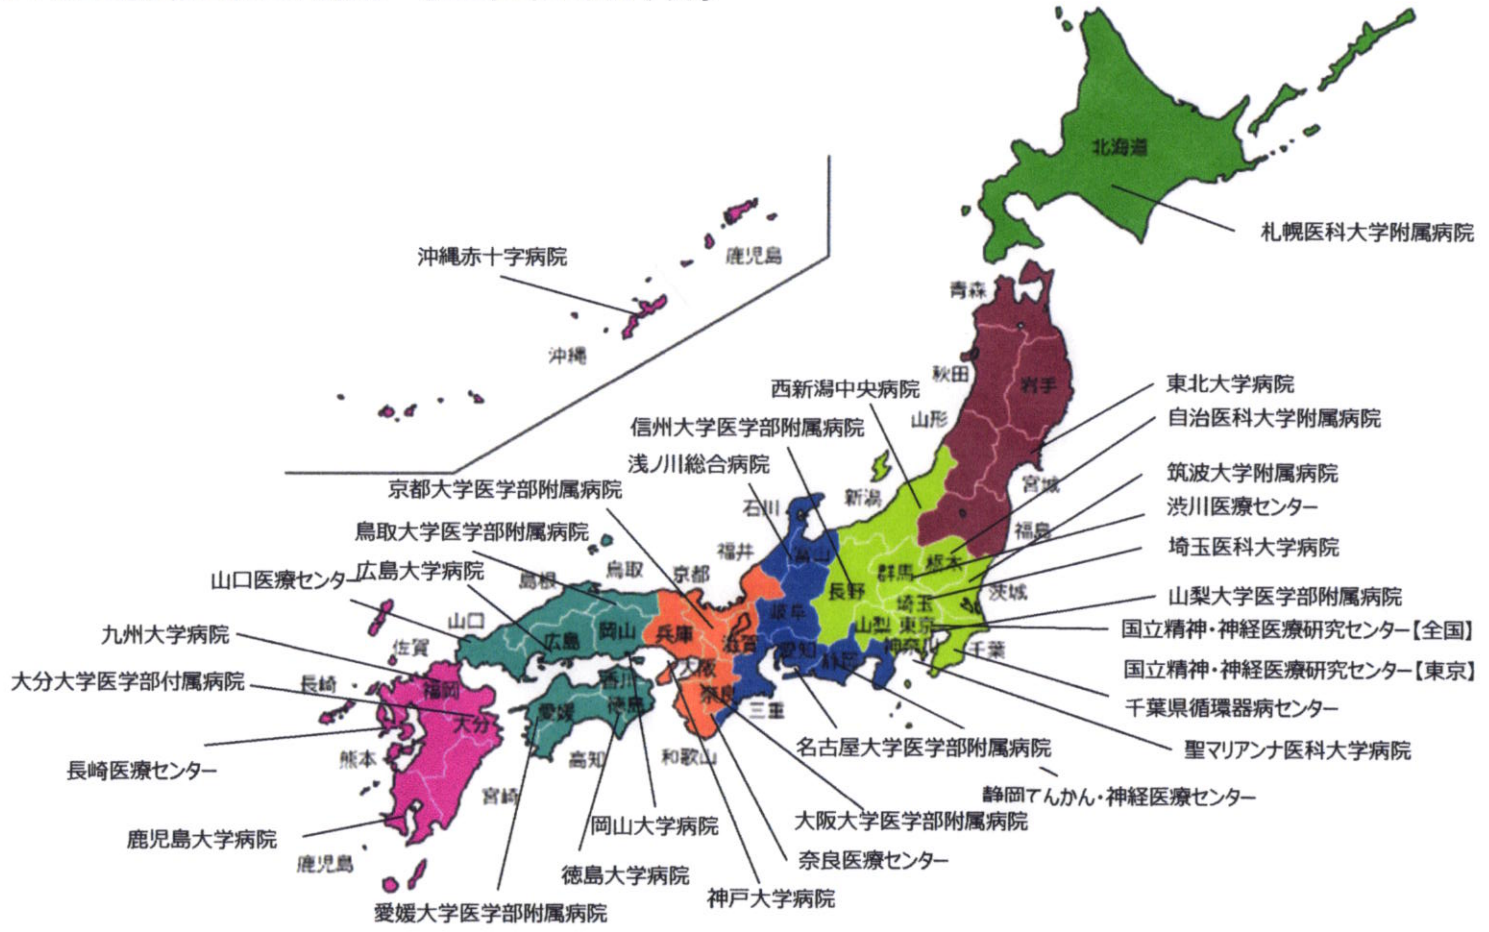 北海道
札幌医科大学附属病院
沖縄赤十字病院
鹿児島
沖縄
青森
秋田
岩手
山形
宮城
福島
東北大学病院
自治医科大学附属病院
西新潟中央病院
信州大学医学部附属病院
浅ノ川総合病院
筑波大学附属病院
京都大学医学部附属病院
新潟
石川
渋川医療センター
鳥取大学医学部附属病院
埼玉医科大学病院
福井
富山
群馬
栃木
山口医療センター
広島大学病院
島根
鳥取
京都
長野
埼玉
茨城
山梨大学医学部附属病院
岐阜
山口
九州大学病院
広島
岡山
兵庫
滋賀
山梨
東京
国立精神・神経医療研究センター【全国】
佐賀
愛知
静岡
神奈川
千葉
国立精神・神経医療研究センター【東京】
大分大学医学部付属病院
長崎
福岡
香川
大阪
奈良
千葉県循環器病センター
大分
愛媛
徳島
三重
名古屋大学医学部附属病院
聖マリアンナ医科大学病院
長崎医療センター
熊本
高知
和歌山
静岡てんかん・神経医療センター
宮崎
岡山大学病院
大阪大学医学部附属病院
鹿児島大学病院
鹿児島
徳島大学病院
奈良医療センター
神戸大学病院
愛媛大学医学部附属病院